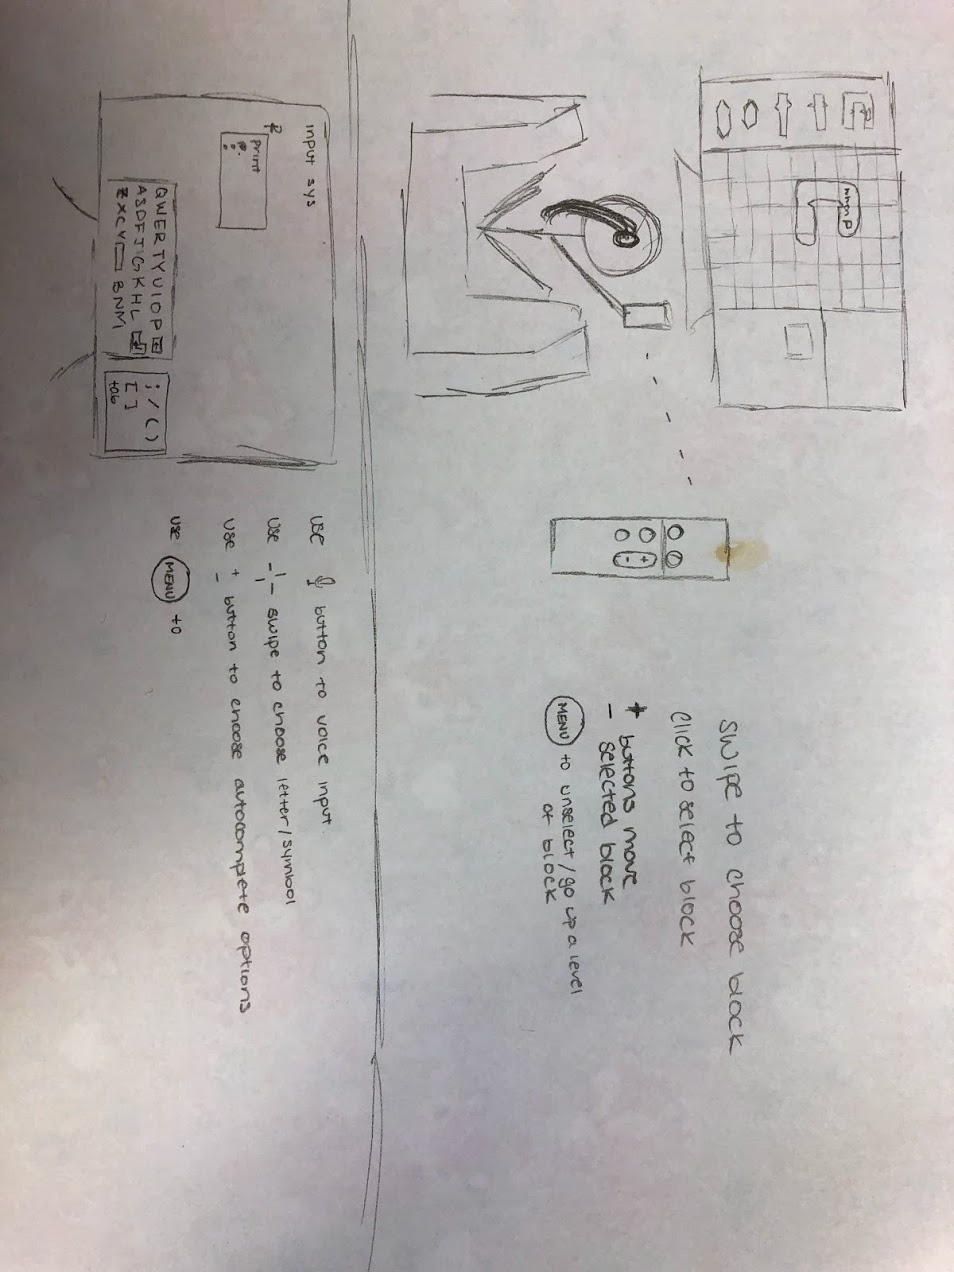 swipe to choose block
click to select block
+ buttons move
- selected block
MENU to unselect / go up a level
of block
+
-
input sys
print
P.
QWERTYUIOP
ASDFJGKHL
ZXCV BNM
; / ( )
[ ]
tab
use button to voice input.
use swipe to choose letter/symbol
use + - button to choose autocomplete options
use MENU to